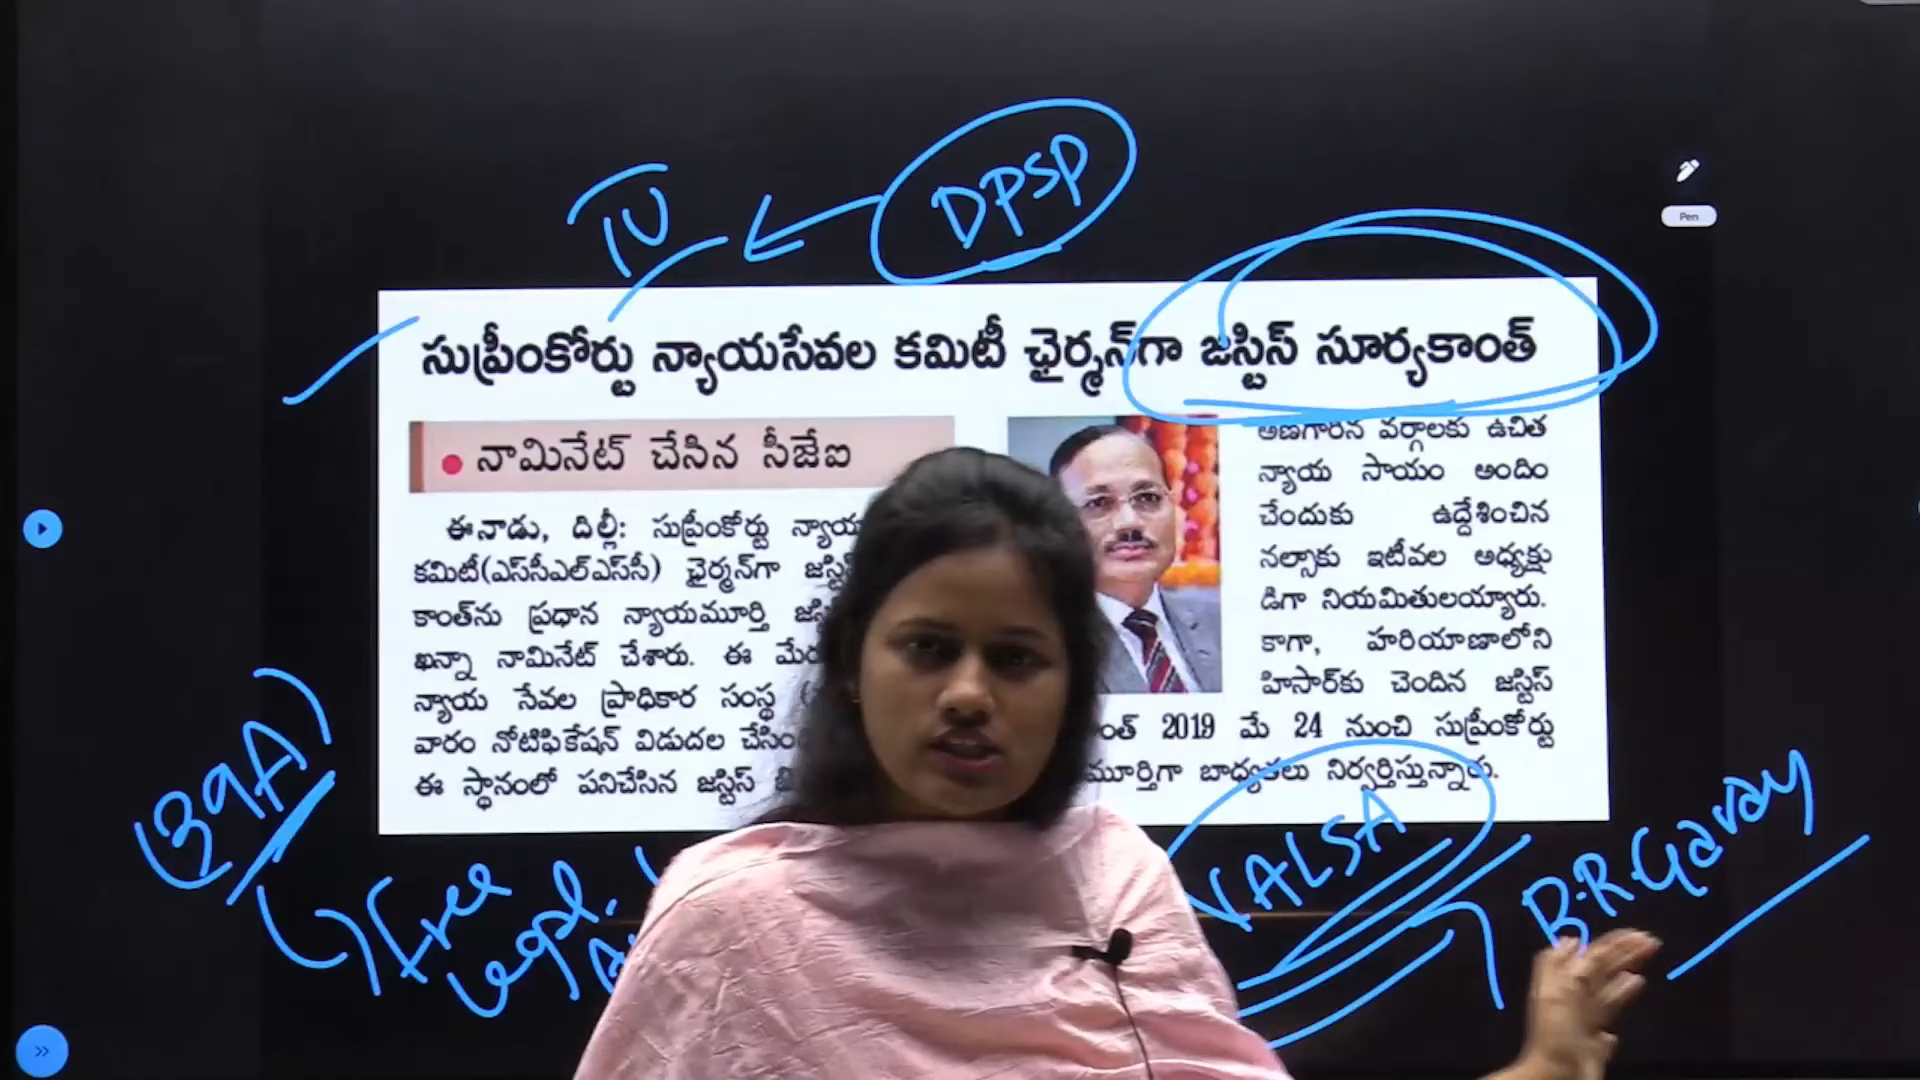 IV
DPSP
Pen
సుప్రీంకోర్టు న్యాయసేవల కమిటీ ఛైర్మన్‌గా జస్టిస్ సూర్యకాంత్
• నామినేట్ చేసిన సీజేఐ
ఈనాడు, దిల్లీ: సుప్రీంకోర్టు
కమిటీ(ఎస్‌సీఎల్‌ఎస్‌సీ) ఛైర్మన్‌గా
కాంత్‌ను ప్రధాన న్యాయమూర్తి
ఖన్నా నామినేట్ చేశారు. ఈ
న్యాయ సేవల ప్రాధికార సంస్థ
వారం నోటిఫికేషన్ విడుదల
ఈ స్థానంలో పనిచేసిన జస్టిస్
అణగారిన వర్గాలకు ఉచిత
న్యాయ సాయం అందిం
చేందుకు ఉద్దేశించిన
నల్సాకు ఇటీవల అధ్యక్షు
డిగా నియమితులయ్యారు.
కాగా, హరియాణాలోని
హిసార్‌కు చెందిన జస్టిస్
2019 మే 24 నుంచి సుప్రీంకోర్టు
మూర్తిగా బాధ్యతలు నిర్వర్తిస్తున్నారు.
(39A)
Free
Legal
NALSA
B.R Gavay